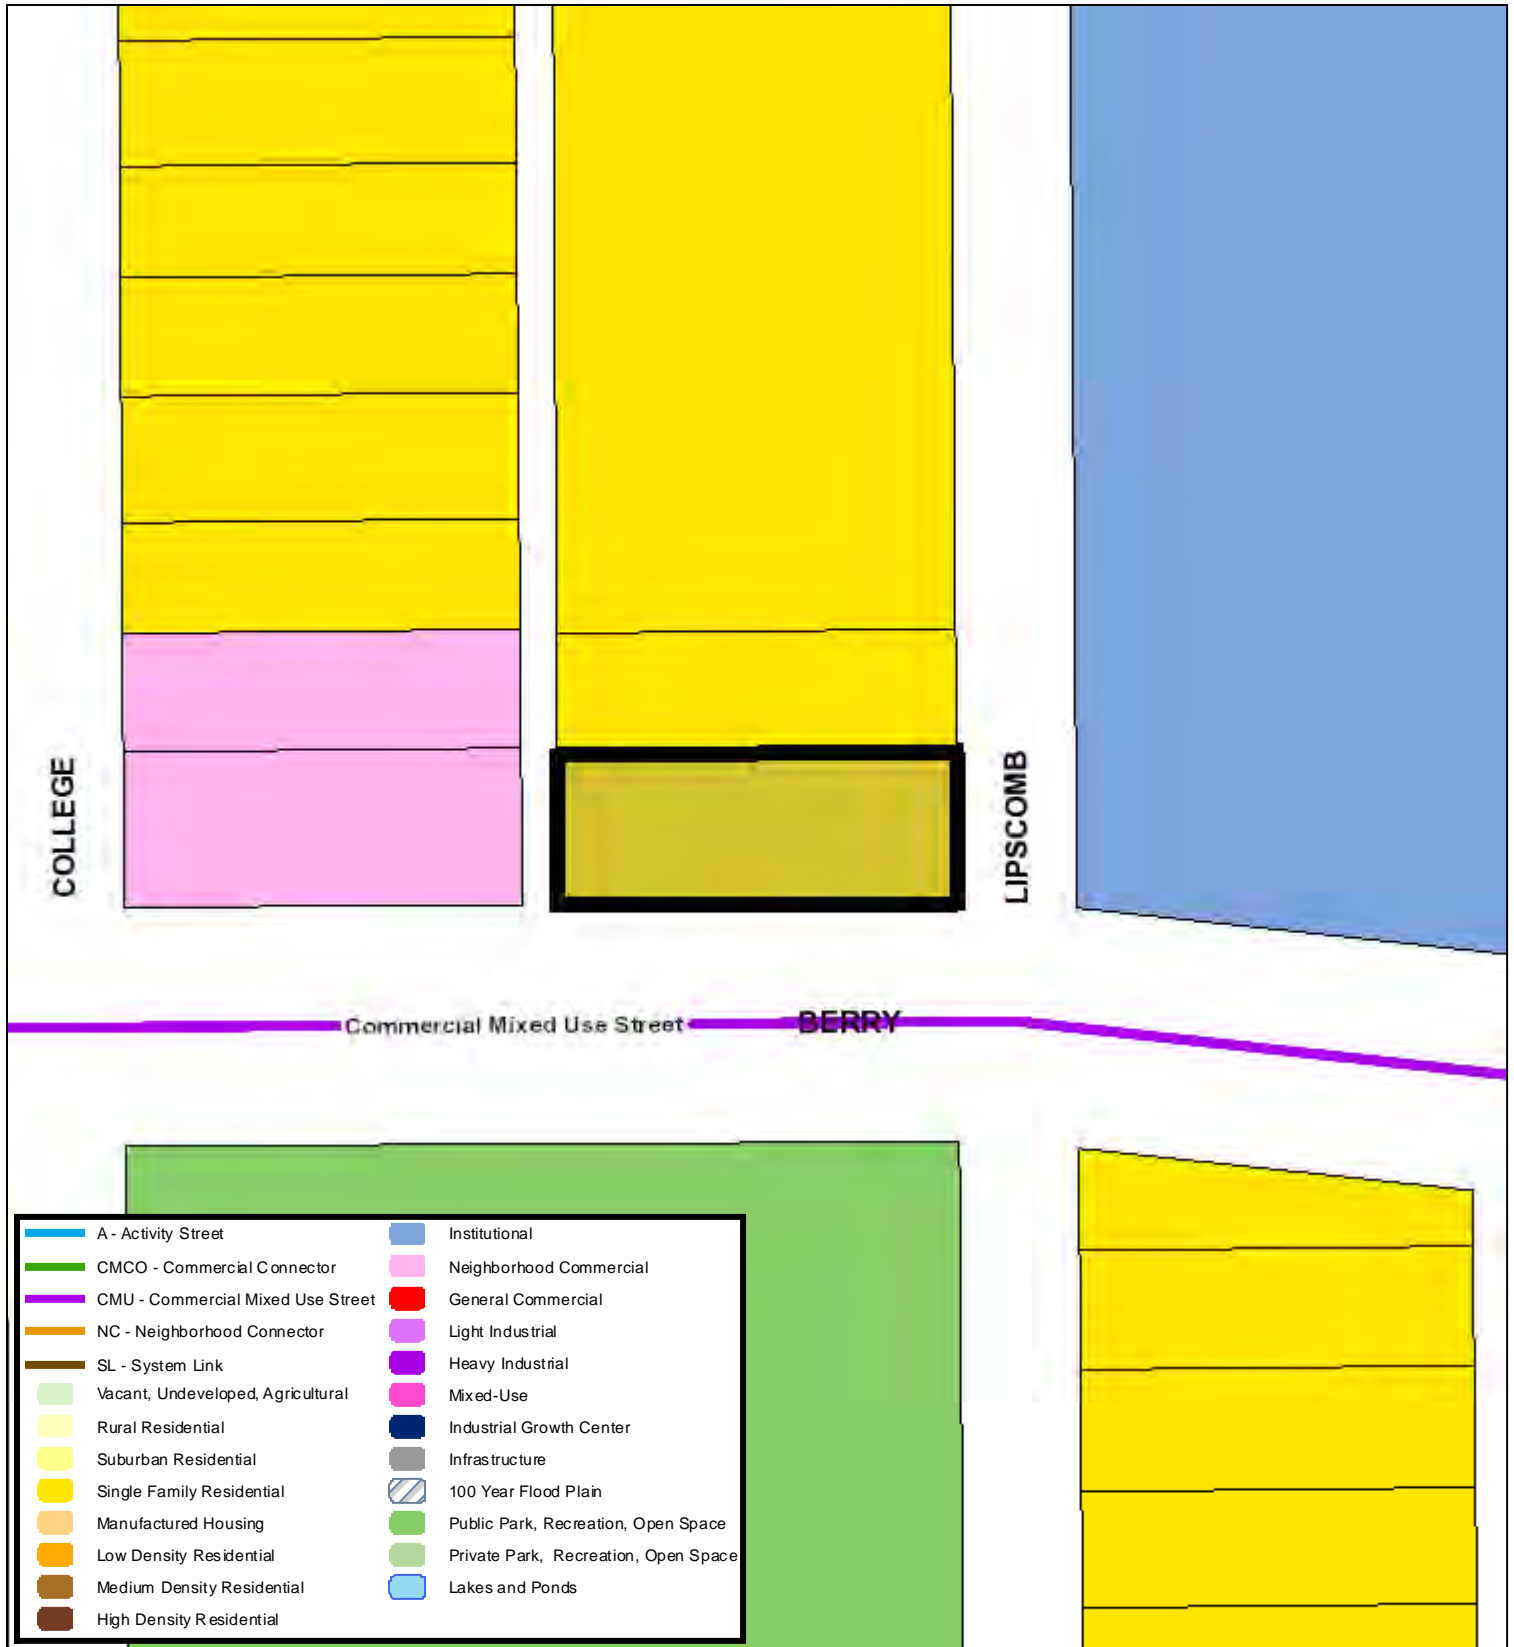 COLLEGE
LIPSCOMB
Commercial Mixed Use Street
BERRY
A - Activity Street
CMCO - Commercial Connector
CMU - Commercial Mixed Use Street
NC - Neighborhood Connector
SL - System Link
Vacant, Undeveloped, Agricultural
Rural Residential
Suburban Residential
Single Family Residential
Manufactured Housing
Low Density Residential
Medium Density Residential
High Density Residential
Institutional
Neighborhood Commercial
General Commercial
Light Industrial
Heavy Industrial
Mixed-Use
Industrial Growth Center
Infrastructure
100 Year Flood Plain
Public Park, Recreation, Open Space
Private Park, Recreation, Open Space
Lakes and Ponds